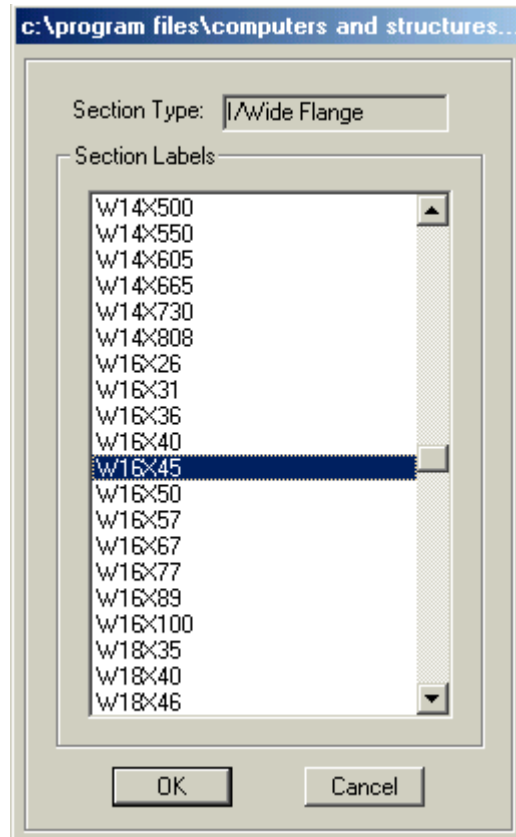 c:\program files\computers and structures...
Section Type: I/Wide Flange
Section Labels
W14X500
W14X550
W14X605
W14X665
W14X730
W14X808
W16X26
W16X31
W16X36
W16X40
W16X45
W16X50
W16X57
W16X67
W16X77
W16X89
W16X100
W18X35
W18X40
W18X46
OK Cancel